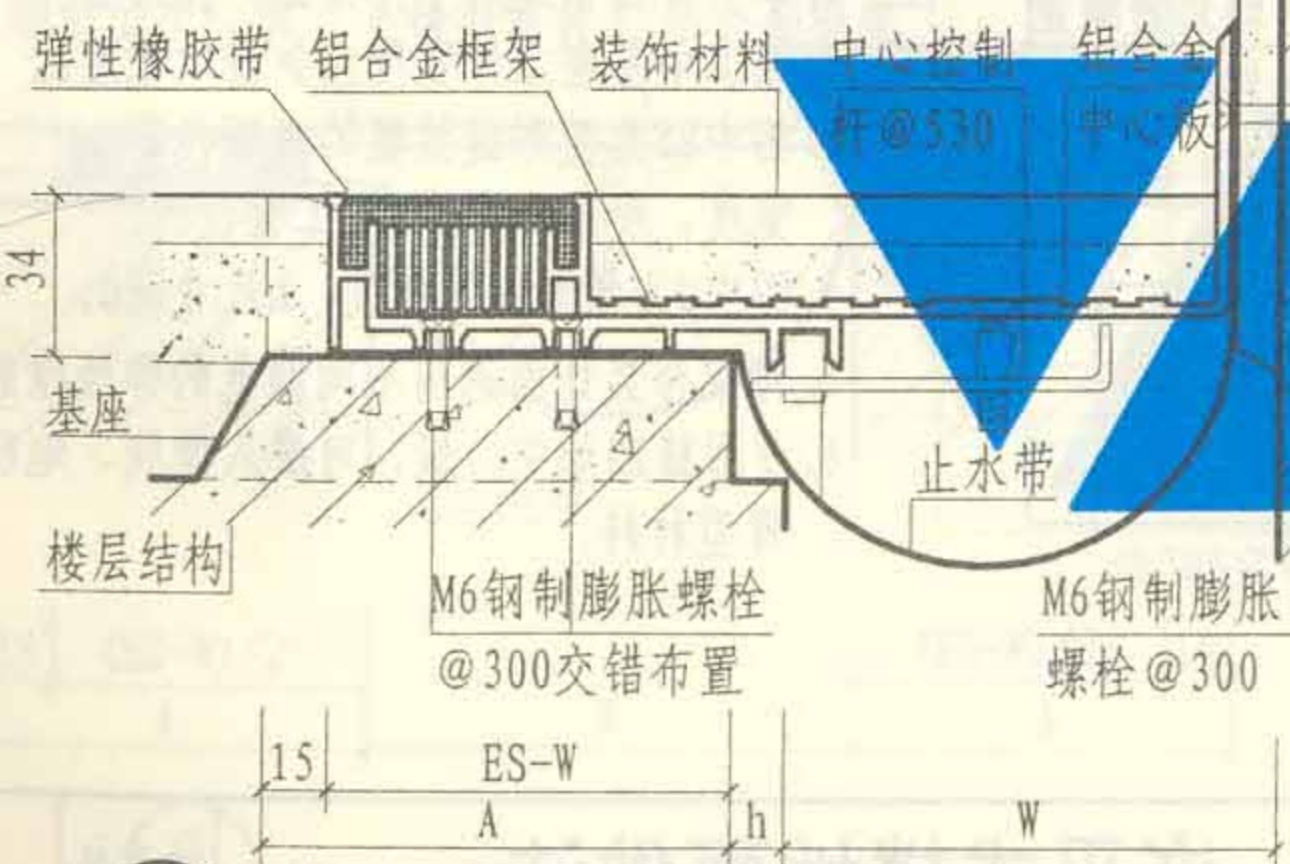 弹性橡胶带 铝合金框架 装饰材料 中心控制 铝合金
杆@530 中心板
34
基座
止水带
楼层结构
M6钢制膨胀螺栓 M6钢制膨胀
@300交错布置 螺栓@300
15 ES-W
A h W